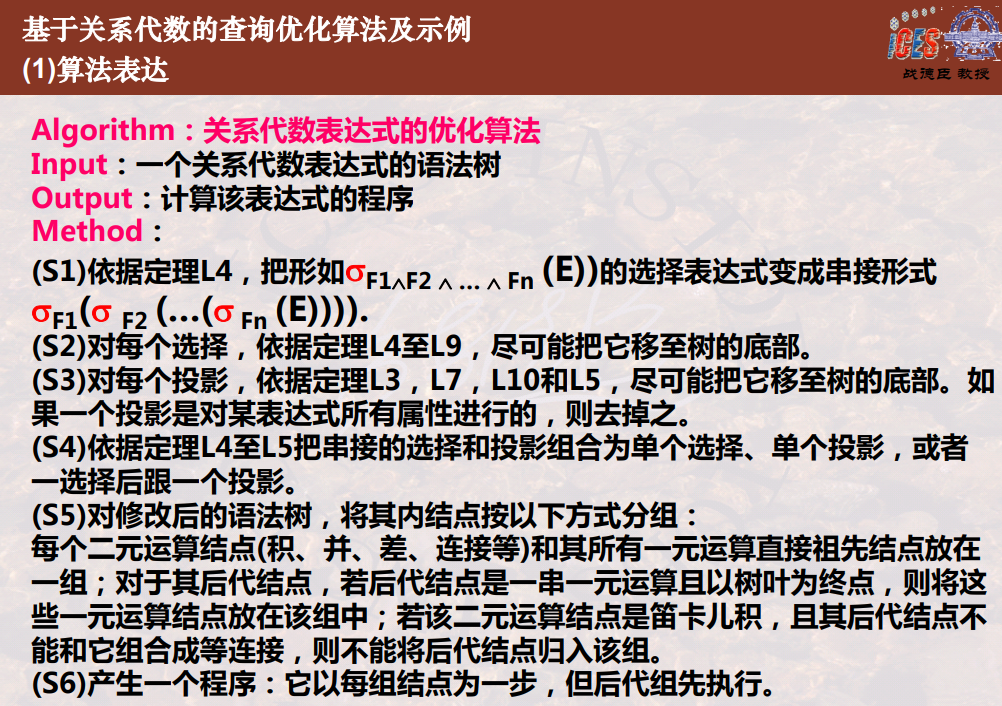 基于关系代数的查询优化算法及示例
(1)算法表达
iCES
战德臣 教授
Algorithm：关系代数表达式的优化算法
Input：一个关系代数表达式的语法树
Output：计算该表达式的程序
Method：
(S1)依据定理L4，把形如σF1∧F2 ∧ … ∧ Fn (E))的选择表达式变成串接形式
σF1(σ F2 (…(σ Fn (E)))).
(S2)对每个选择，依据定理L4至L9，尽可能把它移至树的底部。
(S3)对每个投影，依据定理L3，L7，L10和L5，尽可能把它移至树的底部。如
果一个投影是对某表达式所有属性进行的，则去掉之。
(S4)依据定理L4至L5把串接的选择和投影组合为单个选择、单个投影，或者
一选择后跟一个投影。
(S5)对修改后的语法树，将其内结点按以下方式分组：
每个二元运算结点(积、并、差、连接等)和其所有一元运算直接祖先结点放在
一组；对于其后代结点，若后代结点是一串一元运算且以树叶为终点，则将这
些一元运算结点放在该组中；若该二元运算结点是笛卡儿积，且其后代结点不
能和它组合成等连接，则不能将后代结点归入该组。
(S6)产生一个程序：它以每组结点为一步，但后代组先执行。